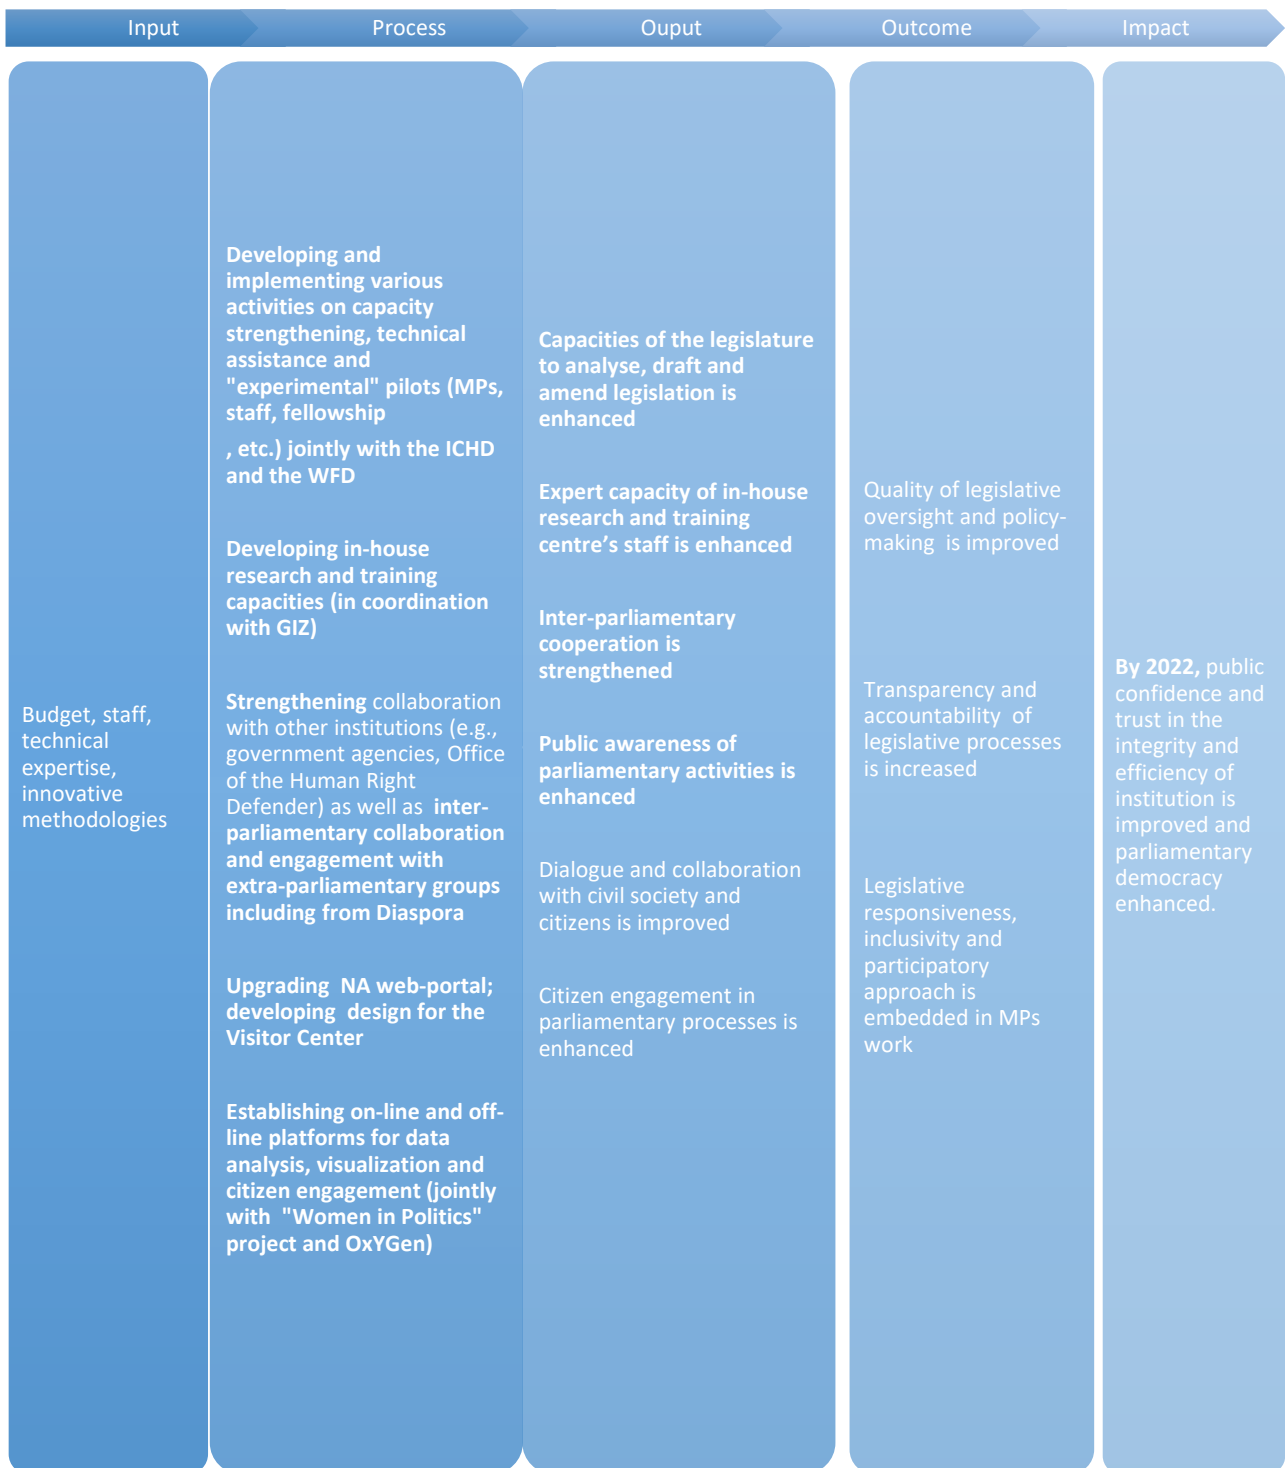 Input
Process
Ouput
Outcome
Impact
Budget, staff,
technical
expertise,
innovative
methodologies
Developing and
implementing various
activities on capacity
strengthening, technical
assistance and
"experimental" pilots (MPs,
staff, fellowship
, etc.) jointly with the ICHD
and the WFD
Developing in-house
research and training
capacities (in coordination
with GIZ)
Strengthening collaboration
with other institutions (e.g.,
government agencies, Office
of the Human Right
Defender) as well as inter-
parliamentary collaboration
and engagement with
extra-parliamentary groups
including from Diaspora
Upgrading NA web-portal;
developing design for the
Visitor Center
Establishing on-line and off-
line platforms for data
analysis, visualization and
citizen engagement (jointly
with "Women in Politics"
project and OxYGen)
Capacities of the legislature
to analyse, draft and
amend legislation is
enhanced
Expert capacity of in-house
research and training
centre’s staff is enhanced
Inter-parliamentary
cooperation is
strengthened
Public awareness of
parliamentary activities is
enhanced
Dialogue and collaboration
with civil society and
citizens is improved
Citizen engagement in
parliamentary processes is
enhanced
Quality of legislative
oversight and policy-
making is improved
Transparency and
accountability of
legislative processes
is increased
Legislative
responsiveness,
inclusivity and
participatory
approach is
embedded in MPs
work
By 2022, public
confidence and
trust in the
integrity and
efficiency of
institution is
improved and
parliamentary
democracy
enhanced.